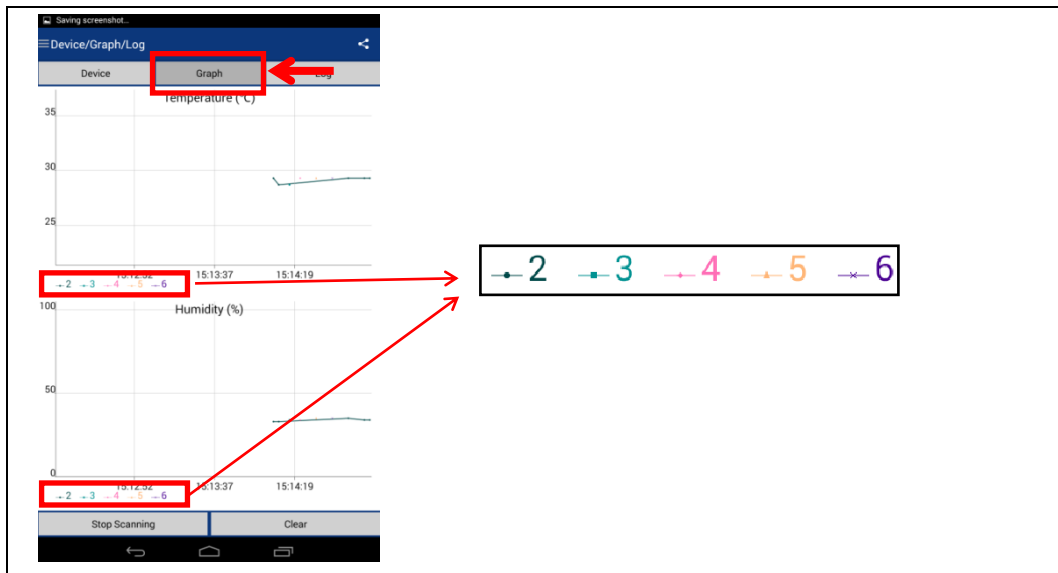 Saving screenshot...
Device/Graph/Log
Device Graph Log
Temperature (°C)
35
30
25
15:12:52 15:13:37 15:14:19
2 3 4 5 6
2 3 4 5 6
100 Humidity (%)
50
0
15:12:52 15:13:37 15:14:19
2 3 4 5 6
Stop Scanning Clear